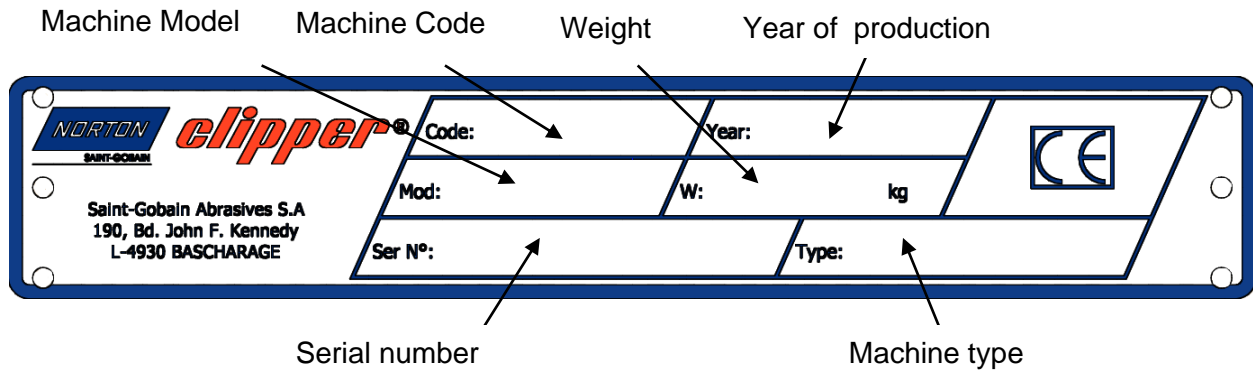 Machine Model Machine Code Weight Year of production
NORTON clipper®
SAINT-GOBAIN
Saint-Gobain Abrasives S.A
190, Bd. John F. Kennedy
L-4930 BASCHARAGE
Code: Year:
Mod: W: kg
Ser N°: Type:
CE
Serial number Machine type